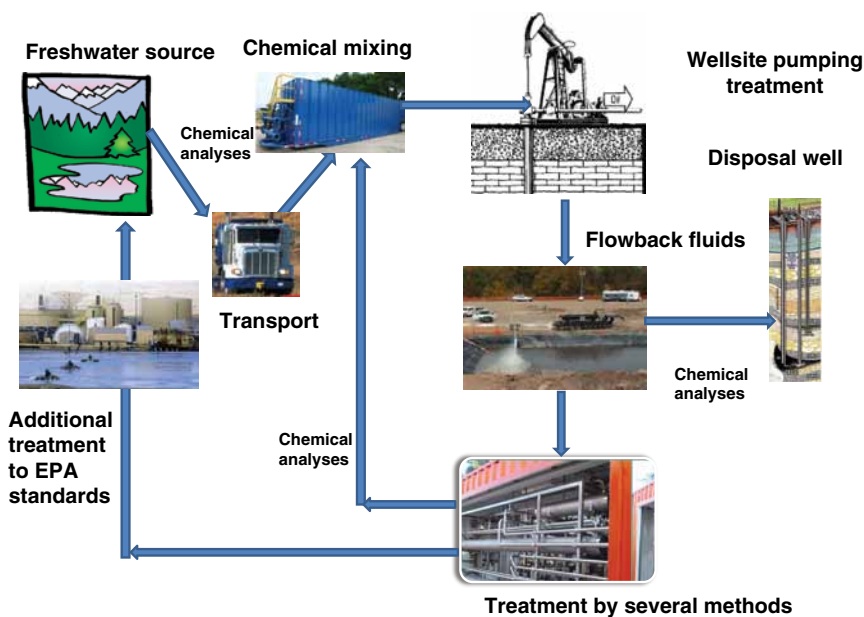 Freshwater source
Chemical mixing
Wellsite pumping
treatment
Chemical
analyses
Oil
Disposal well
Flowback fluids
Transport
Chemical
analyses
Additional
treatment
to EPA
standards
Chemical
analyses
Treatment by several methods